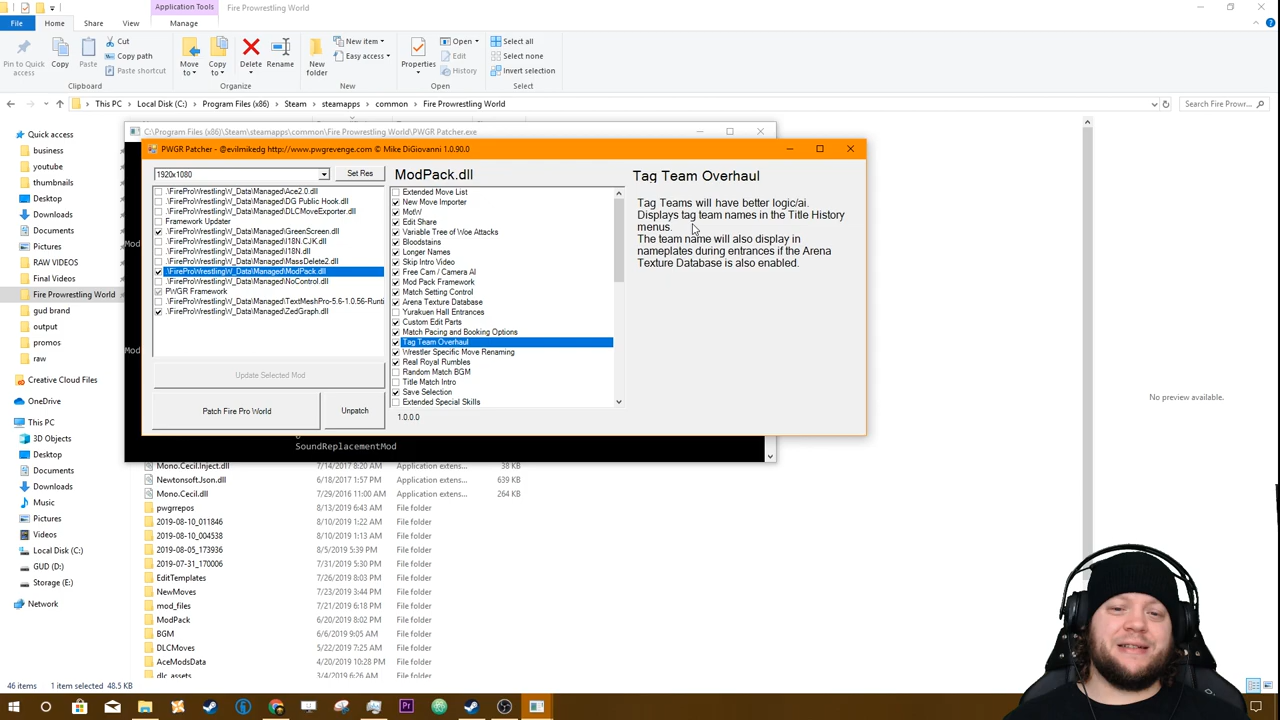 Application Tools
Fire Prowrestling World
File
Home
Share
View
Manage
Pin to Quick access
Copy
Paste
Cut
Copy path
Paste shortcut
Clipboard
Move to
Copy to
Delete
Rename
Organize
New folder
New item
Easy access
New
Properties
Open
Edit
History
Open
Select all
Select none
Invert selection
Select
This PC
Local Disk (C:)
Program Files (x86)
Steam
steamapps
common
Fire Prowrestling World
Search Fire Prowr...
Quick access
business
youtube
thumbnails
Desktop
Documents
Pictures
RAW VIDEOS
Final Videos
Fire Prowrestling World
gud brand
output
promos
raw
Creative Cloud Files
OneDrive
This PC
3D Objects
Desktop
Documents
Downloads
Music
Pictures
Videos
Local Disk (C:)
GUD (D:)
Storage (E:)
Network
C:\Program Files (x86)\Steam\steamapps\common\Fire Prowrestling World\PWGR Patcher.exe
PWGR Patcher - @evilmikedg http://www.pwgrevenge.com © Mike DiGiovanni 1.0.90.0
1920x1080
Set Res
.\FireProWrestlingW_Data\Managed\Ace2.0.dll
.\FireProWrestlingW_Data\Managed\DG Public Hook.dll
.\FireProWrestlingW_Data\Managed\DLCMoveExporter.dll
Framework Updater
.\FireProWrestlingW_Data\Managed\GreenScreen.dll
.\FireProWrestlingW_Data\Managed\I18N.CJK.dll
.\FireProWrestlingW_Data\Managed\I18N.dll
.\FireProWrestlingW_Data\Managed\MassDelete2.dll
.\FireProWrestlingW_Data\Managed\ModPack.dll
.\FireProWrestlingW_Data\Managed\NoControl.dll
PWGR Framework
.\FireProWrestlingW_Data\Managed\TextMeshPro-5.6-1.0.56-Runti
.\FireProWrestlingW_Data\Managed\ZedGraph.dll
Update Selected Mod
Patch Fire Pro World
Unpatch
ModPack.dll
Extended Move List
New Move Importer
MotW
Edit Share
Variable Tree of Woe Attacks
Bloodstains
Longer Names
Skip Intro Video
Free Cam / Camera AI
Mod Pack Framework
Match Setting Control
Arena Texture Database
Yurakuen Hall Entrances
Custom Edit Parts
Match Pacing and Booking Options
Tag Team Overhaul
Wrestler Specific Move Renaming
Real Royal Rumbles
Random Match BGM
Title Match Intro
Save Selection
Extended Special Skills
1.0.0.0
Tag Team Overhaul
Tag Teams will have better logic/ai.
Displays tag team names in the Title History
menus.
The team name will also display in
nameplates during entrances if the Arena
Texture Database is also enabled.
Mod
Mod
SoundReplacementMod
Mono.Cecil.Inject.dll 7/14/2017 8:20 AM Application extens... 38 KB
Newtonsoft.Json.dll 6/18/2017 1:57 PM Application extens... 639 KB
Mono.Cecil.dll 7/29/2016 11:00 AM Application extens... 264 KB
pwgrrepos 8/13/2019 6:43 AM File folder
2019-08-10_011846 8/10/2019 1:22 AM File folder
2019-08-10_004538 8/10/2019 1:13 AM File folder
2019-08-05_173936 8/5/2019 5:39 PM File folder
2019-07-31_170006 7/31/2019 5:30 PM File folder
EditTemplates 7/26/2019 8:03 PM File folder
NewMoves 7/23/2019 3:44 PM File folder
mod_files 7/21/2019 6:18 PM File folder
ModPack 6/20/2019 8:02 PM File folder
BGM 6/6/2019 9:05 AM File folder
DLCMoves 5/22/2019 7:25 AM File folder
AceModsData 4/20/2019 10:28 PM File folder
dlc_assets 3/4/2019 6:26 AM File folder
No preview available.
46 items
1 item selected 48.5 KB